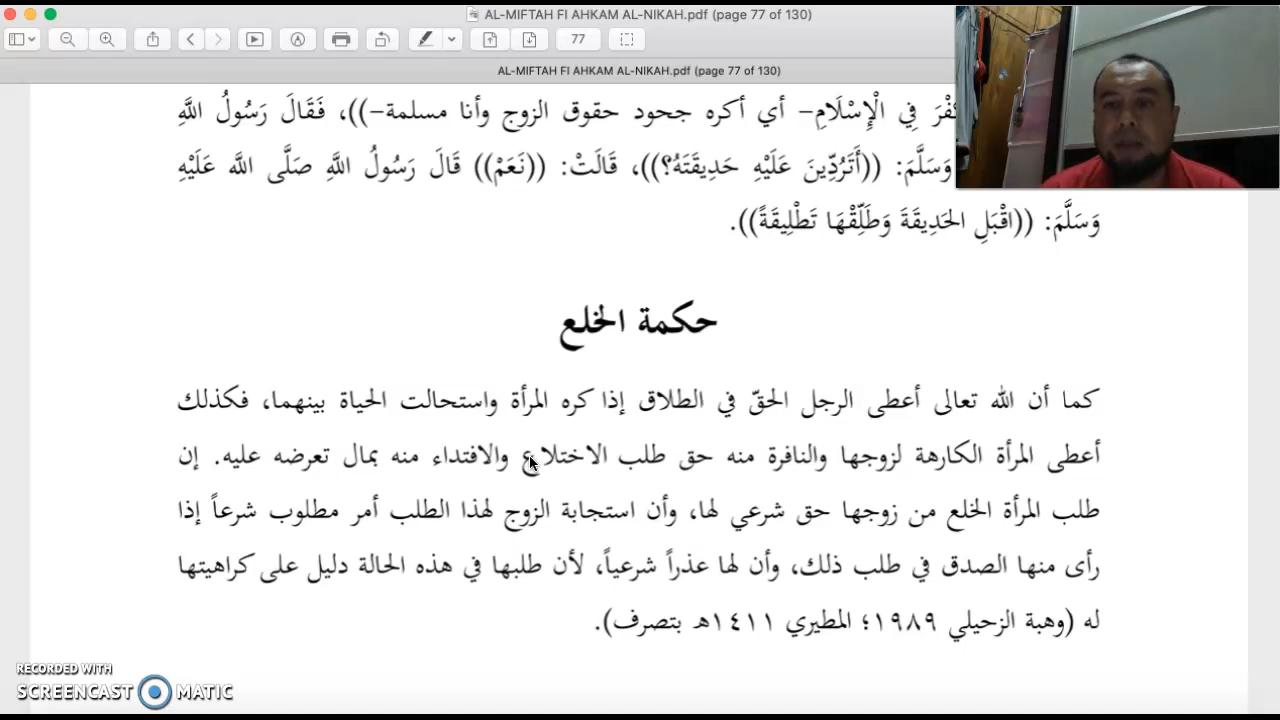 AL-MIFTAH FI AHKAM AL-NIKAH.pdf (page 77 of 130)
77
AL-MIFTAH FI AHKAM AL-NIKAH.pdf (page 77 of 130)
فِي الْإِسْلَامِ– أي أكره جحود حقوق الزوج وأنا مسلمة–))، فَقَالَ رَسُولُ اللَّهِ
وَسَلَّمَ: ((أَتَرُدِّينَ عَلَيْهِ حَدِيقَتَهُ؟))، قَالَتْ: ((نَعَمْ)) قَالَ رَسُولُ اللَّهِ صَلَّى اللَّه عَلَيْهِ
وَسَلَّمَ: ((اقْبَلِ الحَدِيقَةَ وَطَلِّقْهَا تَطْلِيقَةً)).
حكمة الخلع
كما أن الله تعالى أعطى الرجل الحقّ في الطلاق إذا كره المرأة واستحالت الحياة بينهما، فكذلك
أعطى المرأة الكارهة لزوجها والنافرة منه حق طلب الاختلاع والافتداء منه بمال تعرضه عليه. إن
طلب المرأة الخلع من زوجها حق شرعي لها، وأن استجابة الزوج لهذا الطلب أمر مطلوب شرعاً إذا
رأى منها الصدق في طلب ذلك، وأن لها عذراً شرعياً، لأن طلبها في هذه الحالة دليل على كراهيتها
له (وهبة الزحيلي ١٩٨٩؛ المطيري ١٤١١هـ بتصرف).
RECORDED WITH
SCREENCAST MATIC